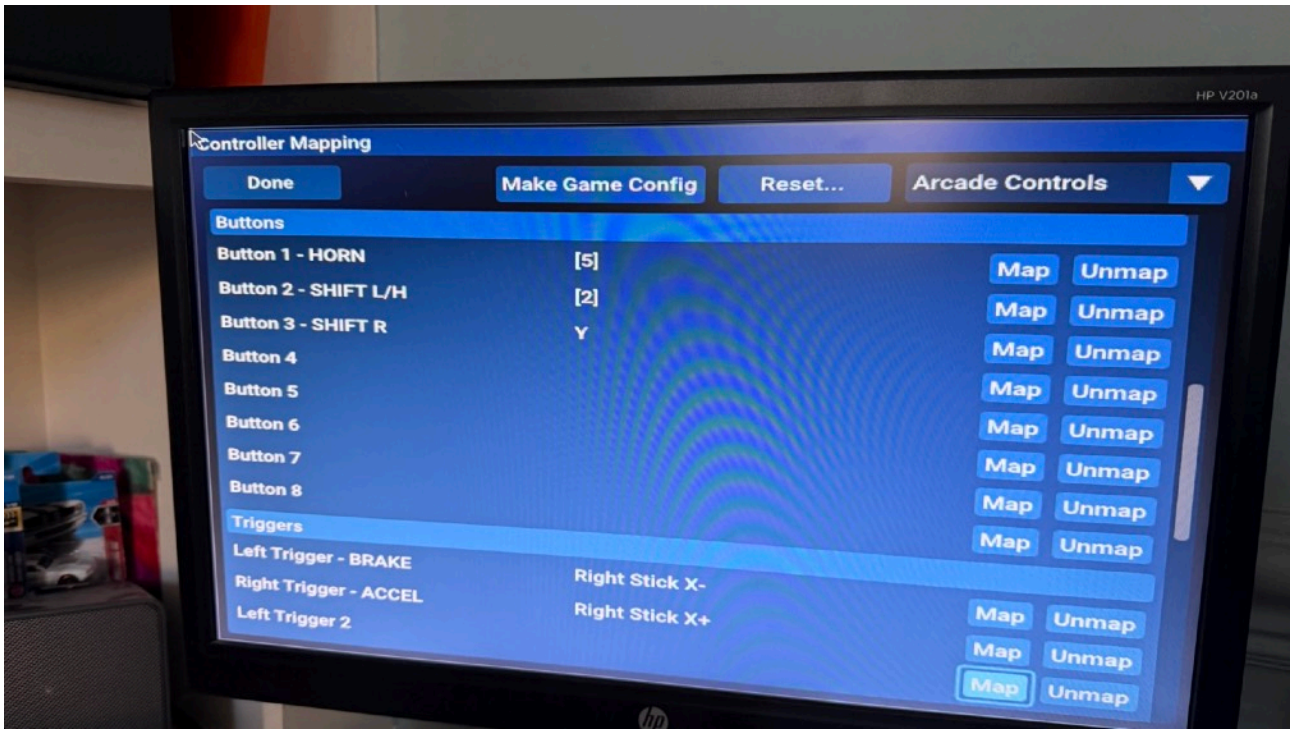 HP V201a
Controller Mapping
Done Make Game Config Reset... Arcade Controls
Buttons
Button 1 - HORN [5] Map Unmap
Button 2 - SHIFT L/H [2] Map Unmap
Button 3 - SHIFT R Y Map Unmap
Button 4 Map Unmap
Button 5 Map Unmap
Button 6 Map Unmap
Button 7 Map Unmap
Button 8 Map Unmap
Triggers
Left Trigger - BRAKE Right Stick X- Map Unmap
Right Trigger - ACCEL Right Stick X+ Map Unmap
Left Trigger 2 Map Unmap
hp